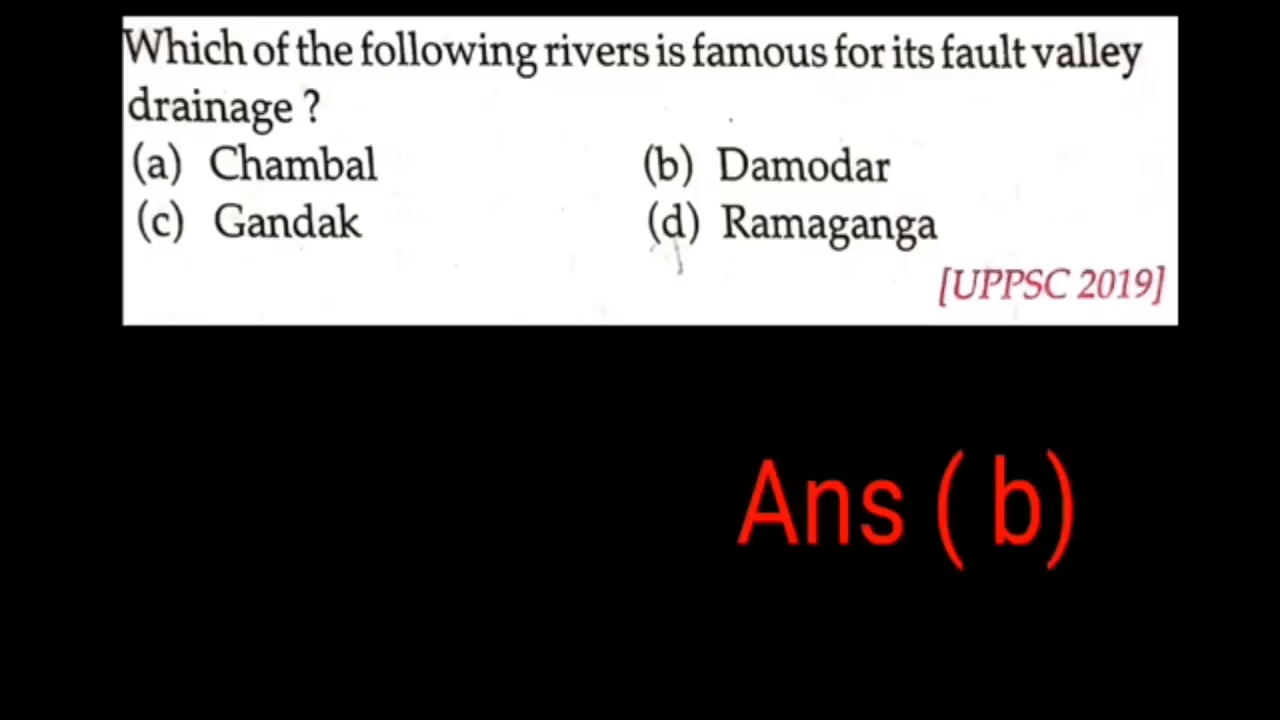 Which of the following rivers is famous for its fault valley
drainage ?
(a) Chambal (b) Damodar
(c) Gandak (d) Ramaganga
[UPPSC 2019]
Ans ( b)